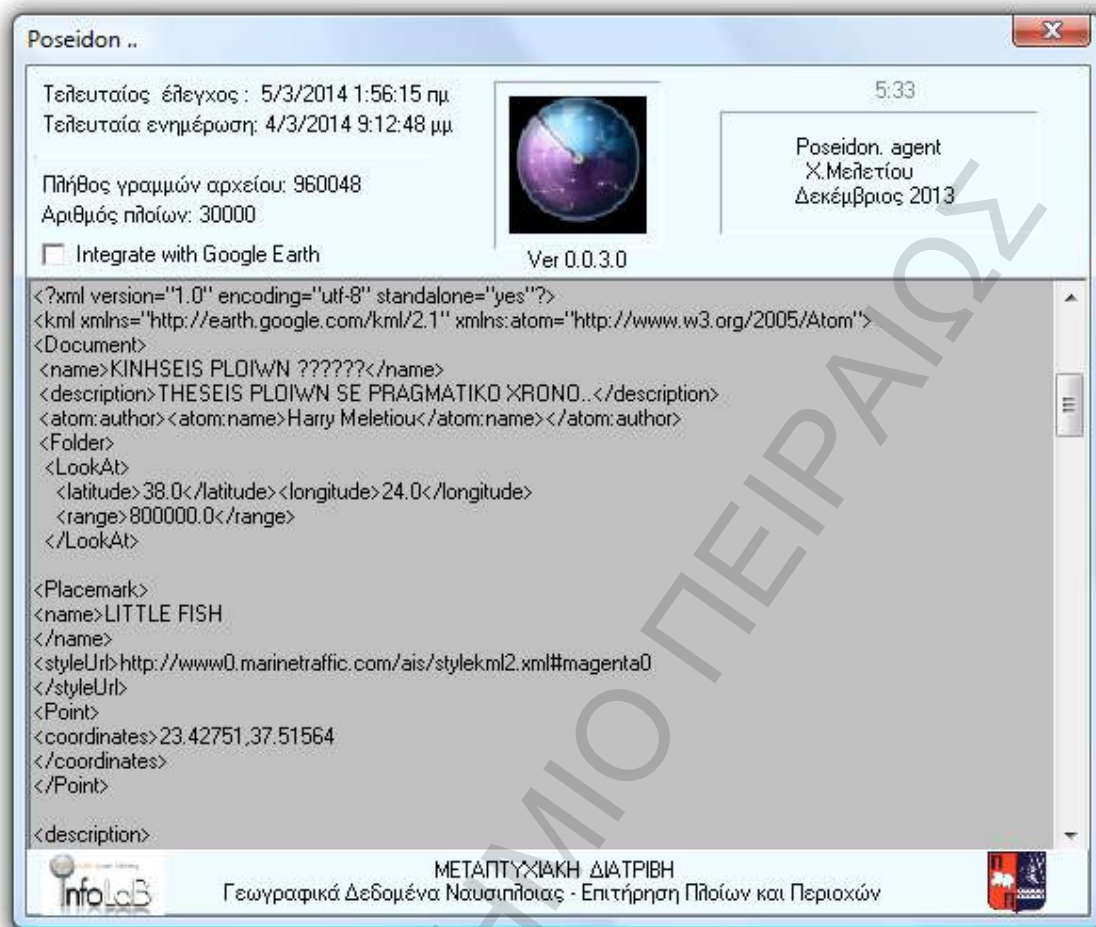 Poseidon ..
Τελευταίος έλεγχος : 5/3/2014 1:56:15 πμ
Τελευταία ενημέρωση: 4/3/2014 9:12:48 μμ
Πλήθος γραμμών αρχείου: 960048
Αριθμός πλοίων: 30000
Integrate with Google Earth
Ver 0.0.3.0
5:33
Poseidon. agent
Χ.Μελετίου
Δεκέμβριος 2013
<?xml version="1.0" encoding="utf-8" standalone="yes"?>
<kml xmlns="http://earth.google.com/kml/2.1" xmlns:atom="http://www.w3.org/2005/Atom">
<Document>
<name>KINHSEIS PLOIWN ??????</name>
<description>THESEIS PLOIWN SE PRAGMATIKO XRONO..</description>
<atom:author><atom:name>Harry Meletiou</atom:name></atom:author>
<Folder>
<LookAt>
<latitude>38.0</latitude><longitude>24.0</longitude>
<range>800000.0</range>
</LookAt>
<Placemark>
<name>LITTLE FISH
</name>
<styleUrl>http://www0.marinetraffic.com/ais/stylekml2.xml#magenta0
</styleUrl>
<Point>
<coordinates>23.42751,37.51564
</coordinates>
</Point>
<description>
InfoLaB
ΜΕΤΑΠΤΥΧΙΑΚΗ ΔΙΑΤΡΙΒΗ
Γεωγραφικά Δεδομένα Ναυσιπλοιας - Επιτήρηση Πλοίων και Περιοχών
ΜΙΟ ΠΕΙΡΑΙΩΣ